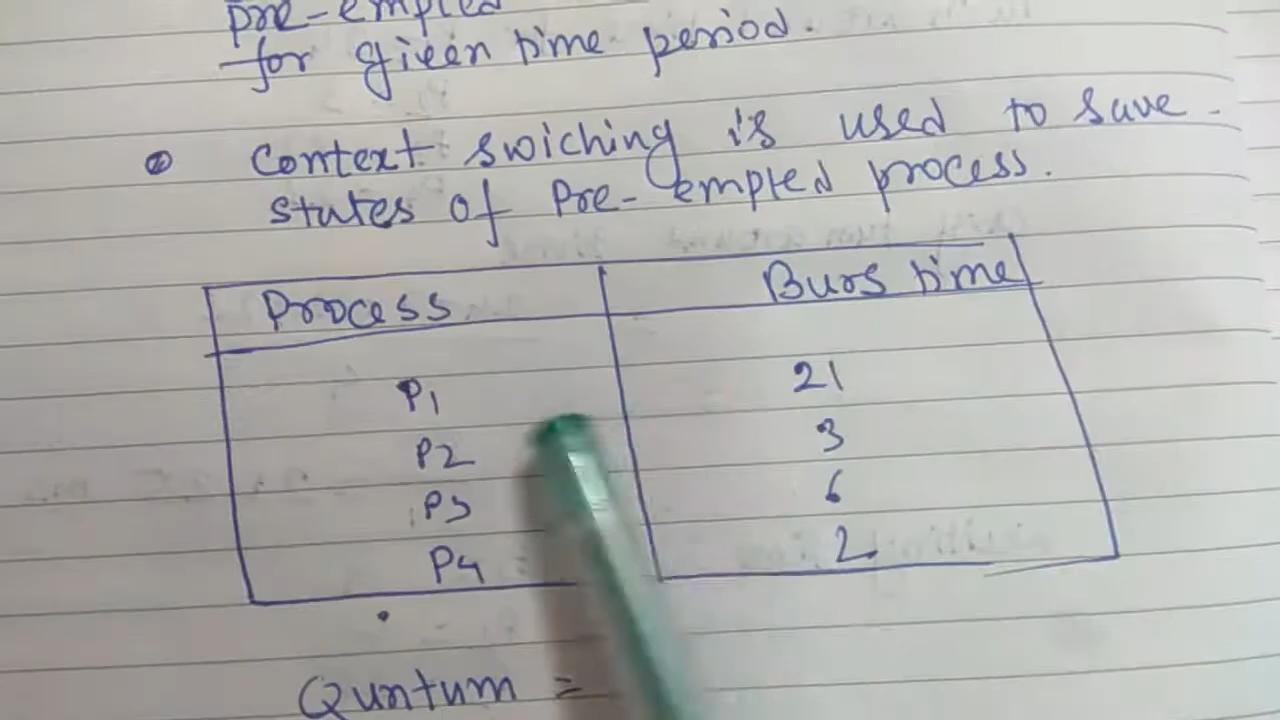 pre-empted
for given time period.
Context swiching is used to save.
states of Pre-empted process.
Process Burs time
P1 21
P2 3
P3 6
P4 2
Quntum =